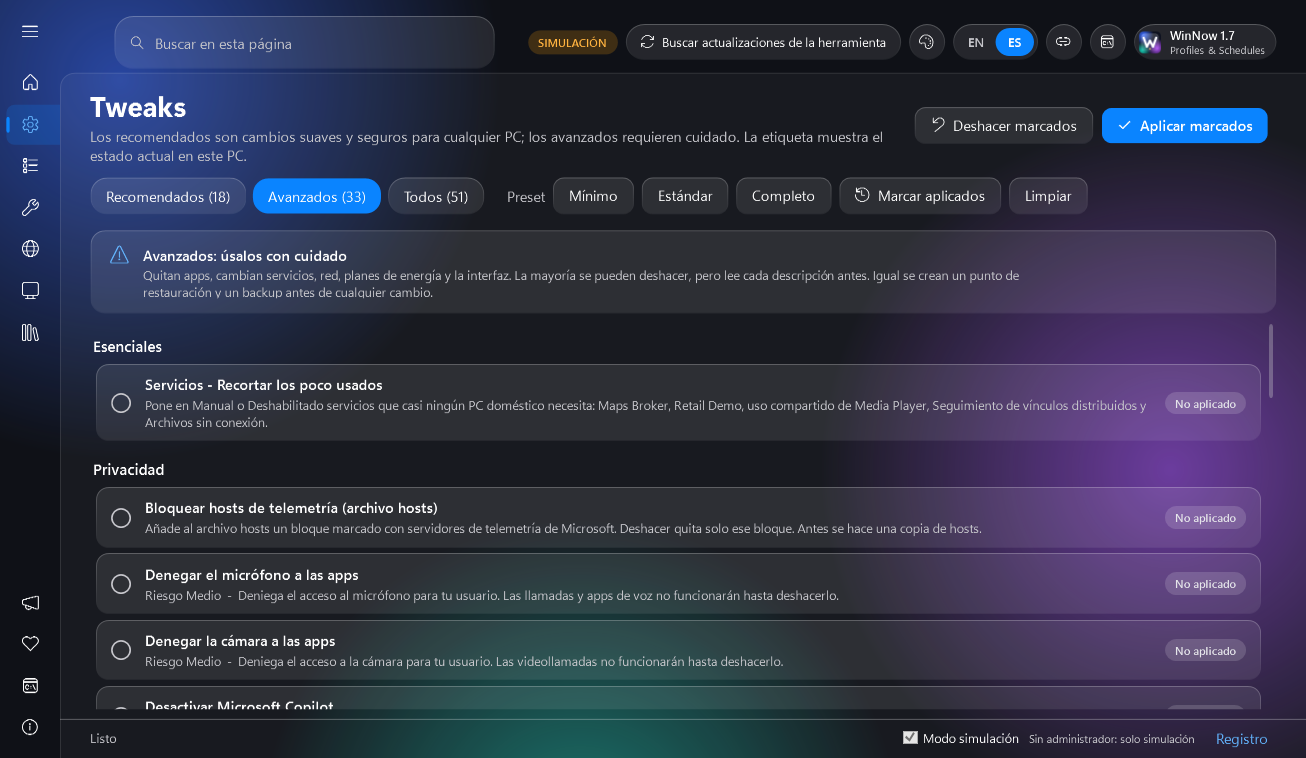 Buscar en esta página
SIMULACIÓN
Buscar actualizaciones de la herramienta
EN
ES
WinNow 1.7
Profiles & Schedules
Tweaks
Los recomendados son cambios suaves y seguros para cualquier PC; los avanzados requieren cuidado. La etiqueta muestra el
estado actual en este PC.
Deshacer marcados
Aplicar marcados
Recomendados (18)
Avanzados (33)
Todos (51)
Preset
Mínimo
Estándar
Completo
Marcar aplicados
Limpiar
Avanzados: úsalos con cuidado
Quitan apps, cambian servicios, red, planes de energía y la interfaz. La mayoría se pueden deshacer, pero lee cada descripción antes. Igual se crean un punto de
restauración y un backup antes de cualquier cambio.
Esenciales
Servicios - Recortar los poco usados
Pone en Manual o Deshabilitado servicios que casi ningún PC doméstico necesita: Maps Broker, Retail Demo, uso compartido de Media Player, Seguimiento de vínculos distribuidos y
Archivos sin conexión.
No aplicado
Privacidad
Bloquear hosts de telemetría (archivo hosts)
Añade al archivo hosts un bloque marcado con servidores de telemetría de Microsoft. Deshacer quita solo ese bloque. Antes se hace una copia de hosts.
No aplicado
Denegar el micrófono a las apps
Riesgo Medio - Deniega el acceso al micrófono para tu usuario. Las llamadas y apps de voz no funcionarán hasta deshacerlo.
No aplicado
Denegar la cámara a las apps
Riesgo Medio - Deniega el acceso a la cámara para tu usuario. Las videollamadas no funcionarán hasta deshacerlo.
No aplicado
Desactivar Microsoft Copilot
Listo
Modo simulación
Sin administrador: solo simulación
Registro